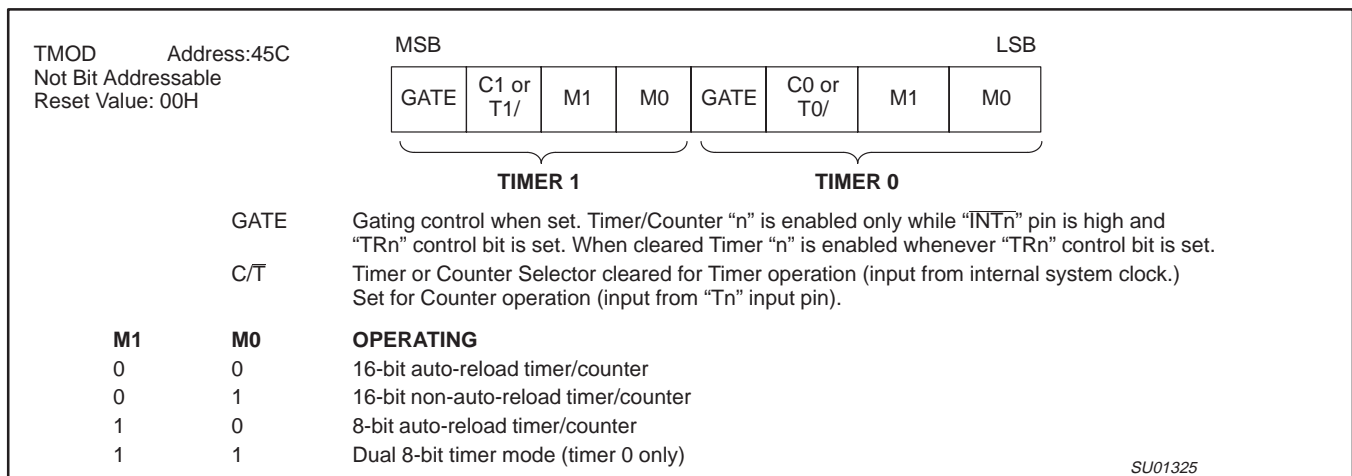 TMOD Address:45C
Not Bit Addressable
Reset Value: 00H
MSB LSB
GATE C1 or T1/ M1 M0 GATE C0 or T0/ M1 M0
TIMER 1 TIMER 0
GATE Gating control when set. Timer/Counter “n” is enabled only while “I̅N̅T̅n̅” pin is high and
“TRn” control bit is set. When cleared Timer “n” is enabled whenever “TRn” control bit is set.
C/T̅ Timer or Counter Selector cleared for Timer operation (input from internal system clock.)
Set for Counter operation (input from “Tn” input pin).
M1 M0 OPERATING
0 0 16-bit auto-reload timer/counter
0 1 16-bit non-auto-reload timer/counter
1 0 8-bit auto-reload timer/counter
1 1 Dual 8-bit timer mode (timer 0 only)
SU01325